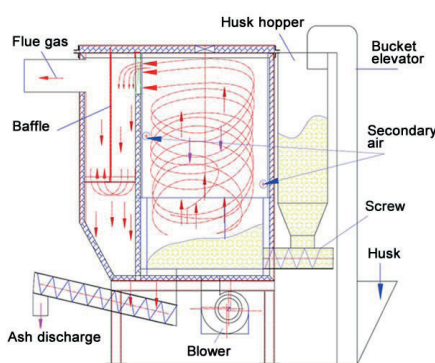 Flue gas
Husk hopper
Bucket
elevator
Baffle
Secondary
air
Screw
Husk
Ash discharge
Blower